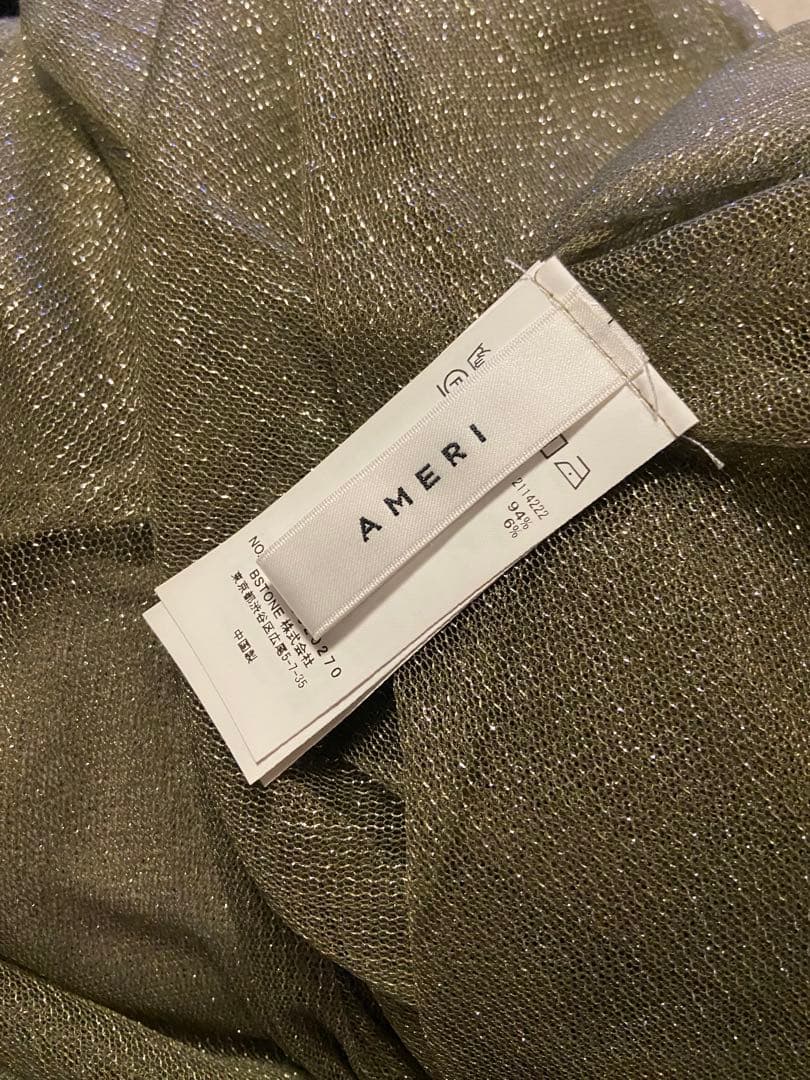 AMERI
F
2114222
94%
6%
NO.
0270
BSTONE 株式会社
東京都渋谷区広尾5-7-35
中国製